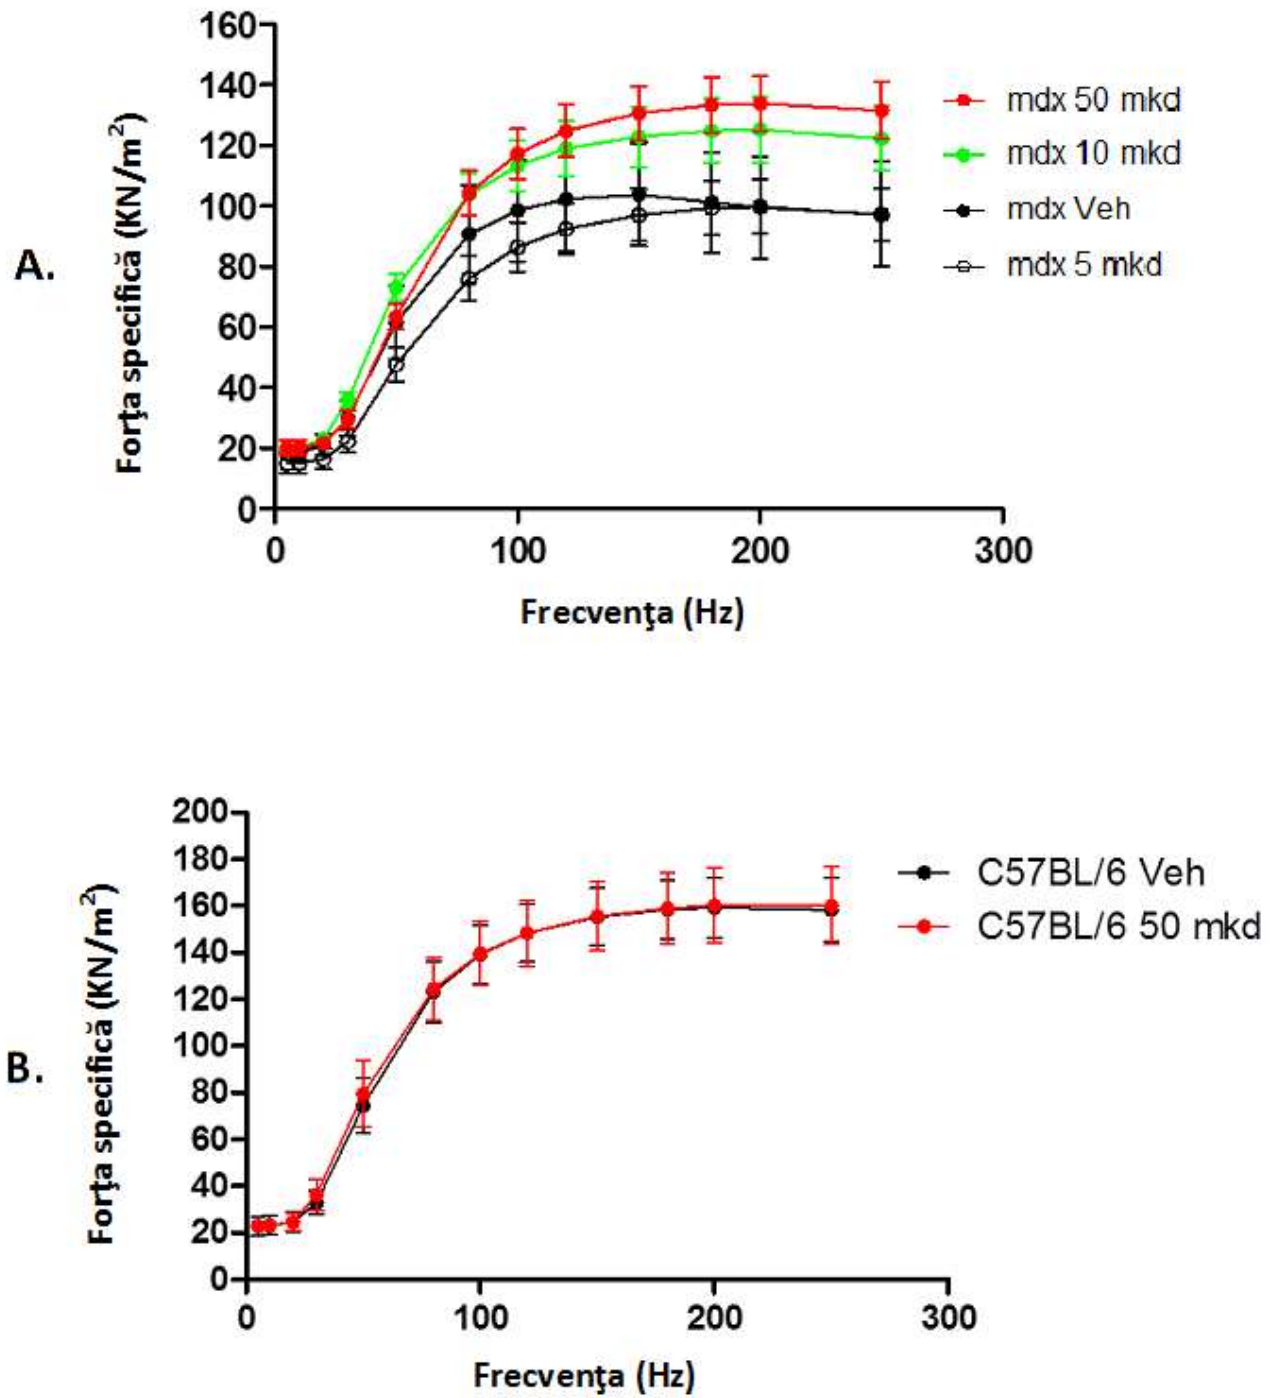 A.
Forţa specifică (KN/m²)
160
140
120
100
80
60
40
20
0
0 100 200 300
Frecvenţa (Hz)
mdx 50 mkd
mdx 10 mkd
mdx Veh
mdx 5 mkd
B.
Forţa specifică (KN/m²)
200
180
160
140
120
100
80
60
40
20
0
0 100 200 300
Frecvenţa (Hz)
C57BL/6 Veh
C57BL/6 50 mkd